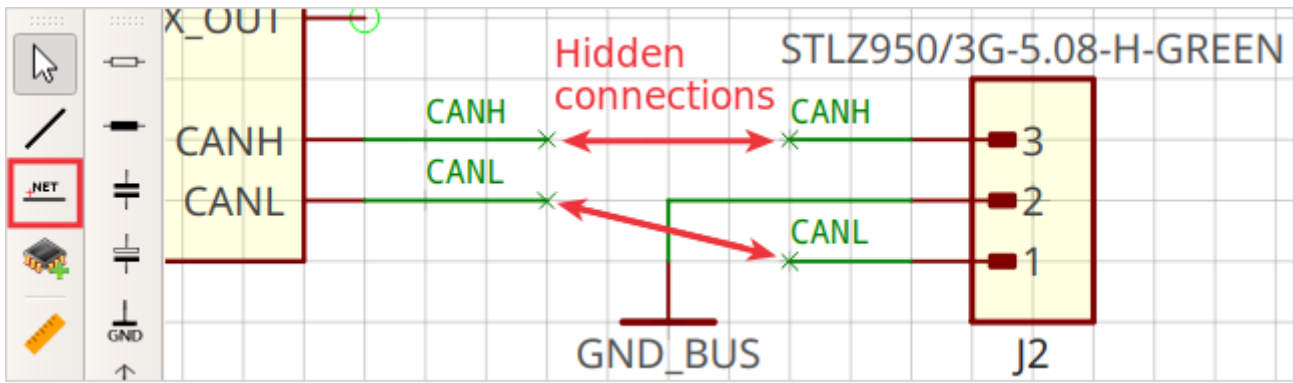 X_OUT
Hidden
connections
STLZ950/3G-5.08-H-GREEN
CANH
CANH
CANH
3
NET
CANL
CANL
2
CANL
1
GND
GND_BUS
J2